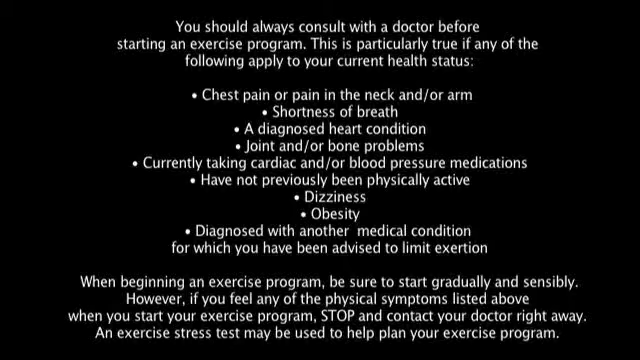 You should always consult with a doctor before
starting an exercise program. This is particularly true if any of the
following apply to your current health status:
• Chest pain or pain in the neck and/or arm
• Shortness of breath
• A diagnosed heart condition
• Joint and/or bone problems
• Currently taking cardiac and/or blood pressure medications
• Have not previously been physically active
• Dizziness
• Obesity
• Diagnosed with another medical condition
for which you have been advised to limit exertion
When beginning an exercise program, be sure to start gradually and sensibly.
However, if you feel any of the physical symptoms listed above
when you start your exercise program, STOP and contact your doctor right away.
An exercise stress test may be used to help plan your exercise program.